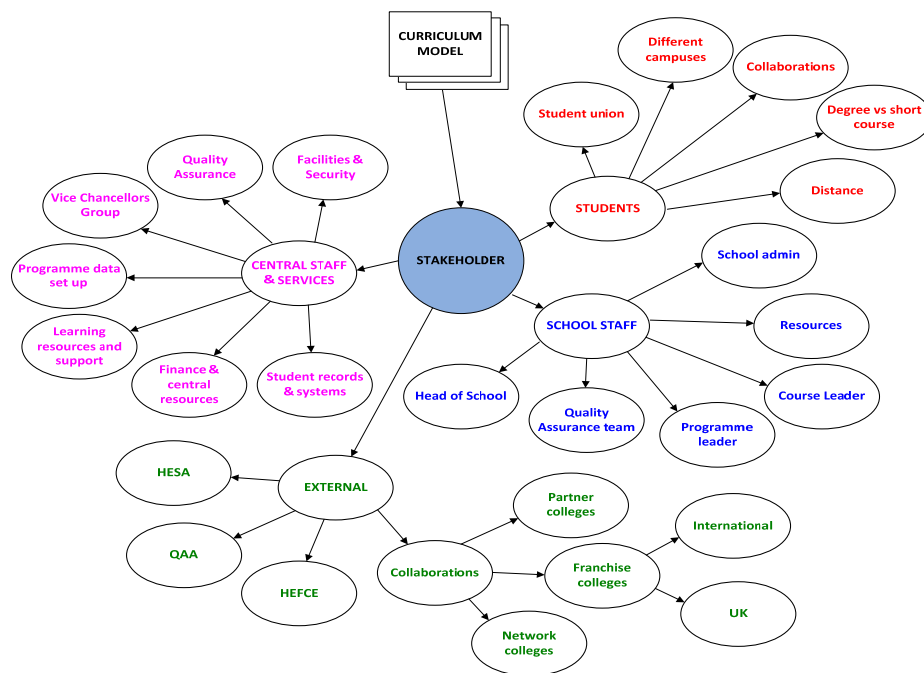 CURRICULUM
MODEL
Different
campuses
Collaborations
Student union
Degree vs short
course
Distance
STUDENTS
Quality
Assurance
Facilities &
Security
Vice Chancellors
Group
Programme data
set up
CENTRAL STAFF
& SERVICES
Learning
resources and
support
Finance &
central
resources
Student records
& systems
STAKEHOLDER
School admin
SCHOOL STAFF
Resources
Head of School
Quality
Assurance team
Programme
leader
Course Leader
EXTERNAL
HESA
QAA
HEFCE
Collaborations
Partner
colleges
Franchise
colleges
International
UK
Network
colleges